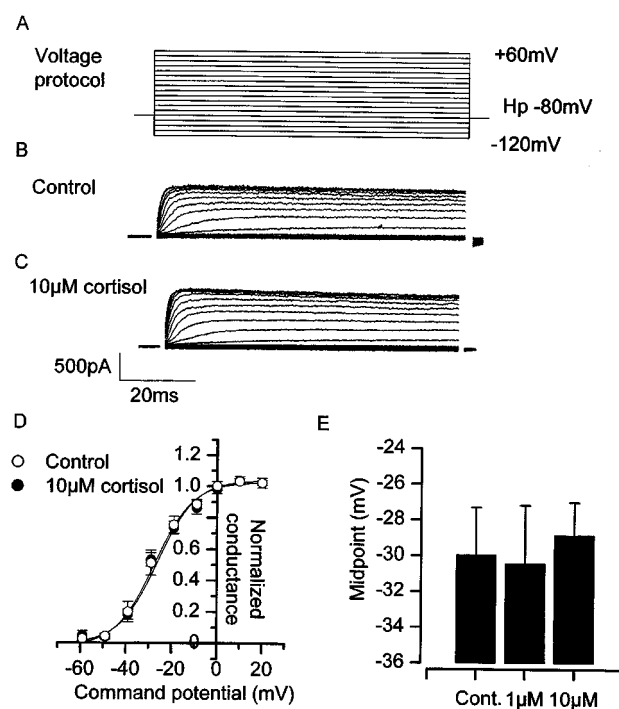 A
Voltage
protocol
+60mV
Hp -80mV
-120mV
B
Control
C
10µM cortisol
500pA
20ms
D
Control
10µM cortisol
1.2
1.0
0.8
0.6
0.4
0.2
0
Normalized
conductance
-60 -40 -20 0 20
Command potential (mV)
E
Midpoint (mV)
-24
-26
-28
-30
-31
-33
-34
-36
Cont. 1µM 10µM